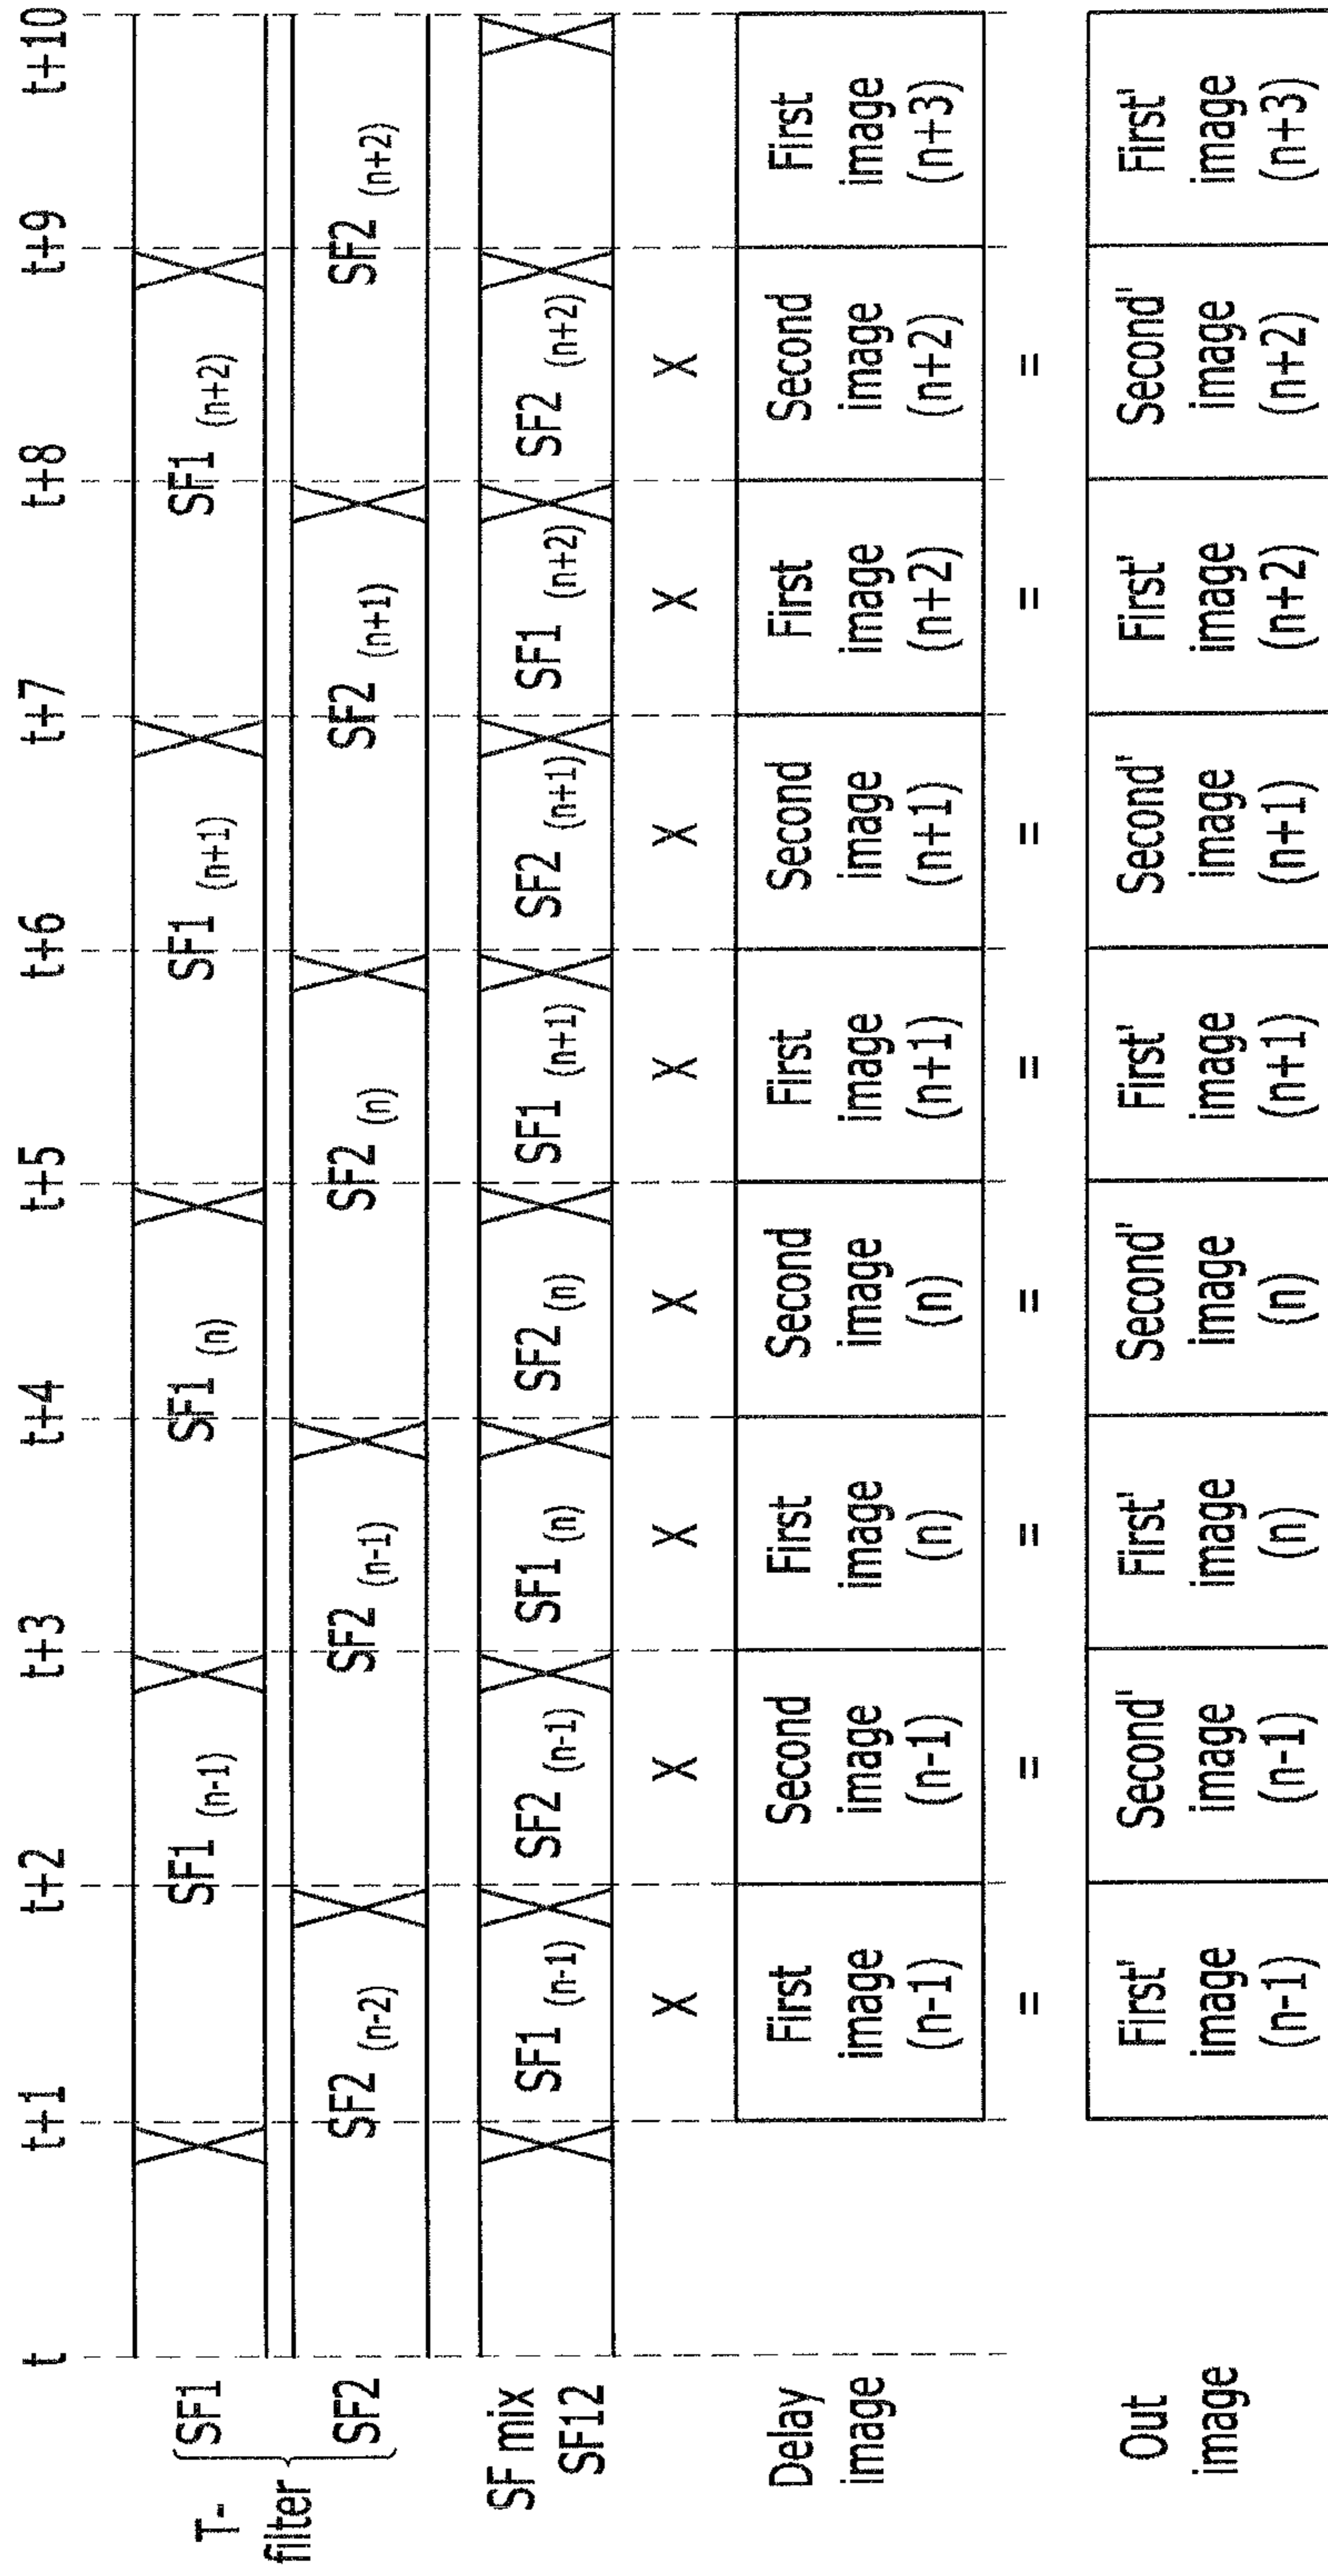 t t+1 t+2 t+3 t+4 t+5 t+6 t+7 t+8 t+9 t+10
T-
filter
SF1
SF1 (n-1) SF1 (n) SF1 (n+1) SF1 (n+2)
SF2
SF2 (n-2) SF2 (n-1) SF2 (n) SF2 (n+1) SF2 (n+2)
SF mix
SF12
SF1 (n-1) SF2 (n-1) SF1 (n) SF2 (n) SF1 (n+1) SF2 (n+1) SF1 (n+2) SF2 (n+2)
X X X X X X X X
Delay
image
First Second First Second First Second First Second First
image image image image image image image image image
(n-1) (n-1) (n) (n) (n+1) (n+1) (n+2) (n+2) (n+3)
= = = = = = = =
Out
image
First' Second' First' Second' First' Second' First' Second' First'
image image image image image image image image image
(n-1) (n-1) (n) (n) (n+1) (n+1) (n+2) (n+2) (n+3)